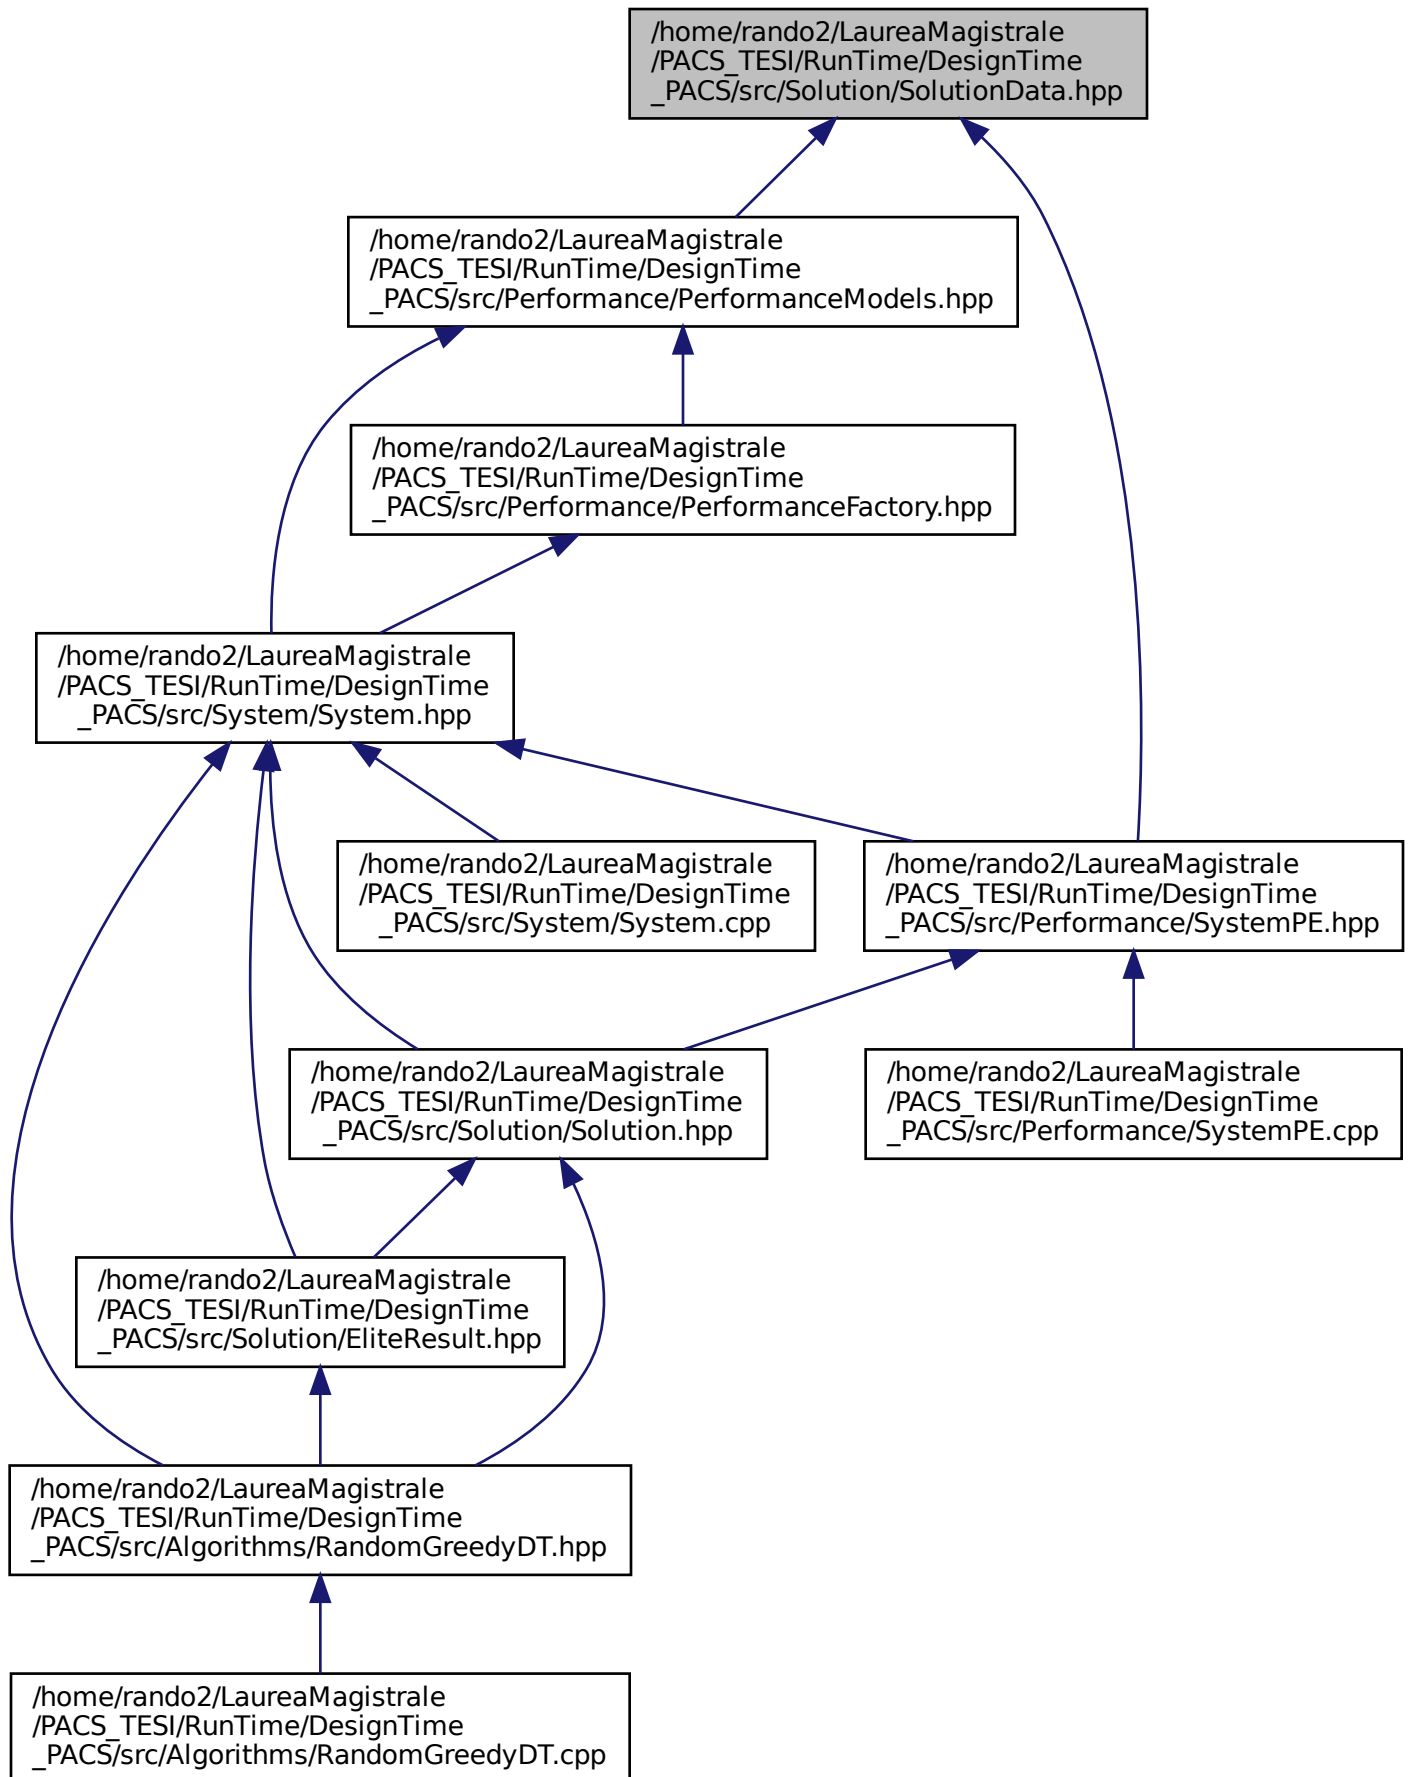 /home/rando2/LaureaMagistrale
/PACS_TESI/RunTime/DesignTime
_PACS/src/Solution/SolutionData.hpp
/home/rando2/LaureaMagistrale
/PACS_TESI/RunTime/DesignTime
_PACS/src/Performance/PerformanceModels.hpp
/home/rando2/LaureaMagistrale
/PACS_TESI/RunTime/DesignTime
_PACS/src/Performance/PerformanceFactory.hpp
/home/rando2/LaureaMagistrale
/PACS_TESI/RunTime/DesignTime
_PACS/src/System/System.hpp
/home/rando2/LaureaMagistrale
/PACS_TESI/RunTime/DesignTime
_PACS/src/System/System.cpp
/home/rando2/LaureaMagistrale
/PACS_TESI/RunTime/DesignTime
_PACS/src/Performance/SystemPE.hpp
/home/rando2/LaureaMagistrale
/PACS_TESI/RunTime/DesignTime
_PACS/src/Solution/Solution.hpp
/home/rando2/LaureaMagistrale
/PACS_TESI/RunTime/DesignTime
_PACS/src/Performance/SystemPE.cpp
/home/rando2/LaureaMagistrale
/PACS_TESI/RunTime/DesignTime
_PACS/src/Solution/EliteResult.hpp
/home/rando2/LaureaMagistrale
/PACS_TESI/RunTime/DesignTime
_PACS/src/Algorithms/RandomGreedyDT.hpp
/home/rando2/LaureaMagistrale
/PACS_TESI/RunTime/DesignTime
_PACS/src/Algorithms/RandomGreedyDT.cpp